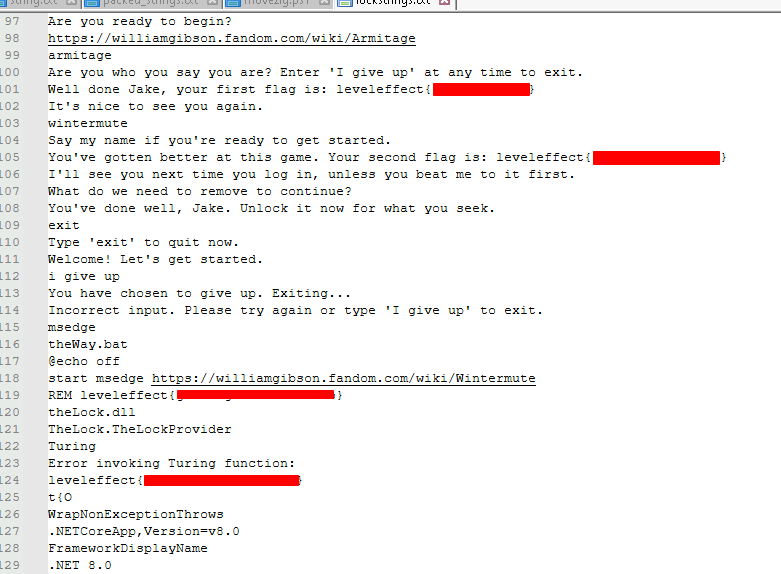 string.txt packed_strings.txt movezig.ps1 lockstrings.txt
97 Are you ready to begin?
98 https://williamgibson.fandom.com/wiki/Armitage
99 armitage
100 Are you who you say you are? Enter 'I give up' at any time to exit.
101 Well done Jake, your first flag is: leveleffect{ }
102 It's nice to see you again.
103 wintermute
104 Say my name if you're ready to get started.
105 You've gotten better at this game. Your second flag is: leveleffect{ }
106 I'll see you next time you log in, unless you beat me to it first.
107 What do we need to remove to continue?
108 You've done well, Jake. Unlock it now for what you seek.
109 exit
110 Type 'exit' to quit now.
111 Welcome! Let's get started.
112 i give up
113 You have chosen to give up. Exiting...
114 Incorrect input. Please try again or type 'I give up' to exit.
115 msedge
116 theWay.bat
117 @echo off
118 start msedge https://williamgibson.fandom.com/wiki/Wintermute
119 REM leveleffect{ }
120 theLock.dll
121 TheLock.TheLockProvider
122 Turing
123 Error invoking Turing function:
124 leveleffect{ }
125 t{O
126 WrapNonExceptionThrows
127 .NETCoreApp,Version=v8.0
128 FrameworkDisplayName
129 .NET 8.0